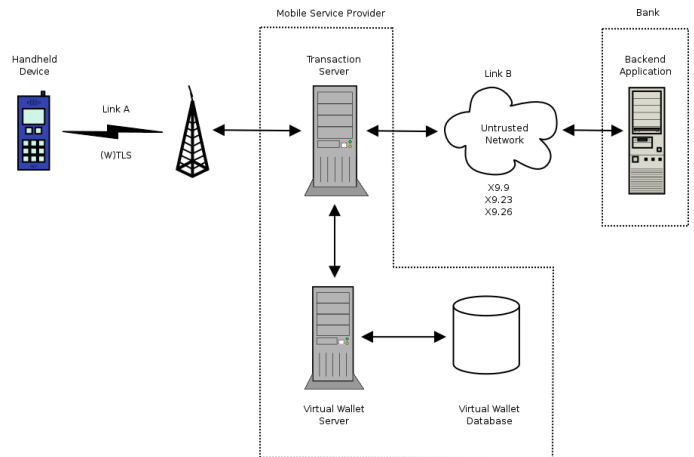 Mobile Service Provider
Bank
Handheld
Device
Transaction
Server
Backend
Application
Link A
Link B
(W)TLS
Untrusted
Network
X9.9
X9.23
X9.26
Virtual Wallet
Server
Virtual Wallet
Database